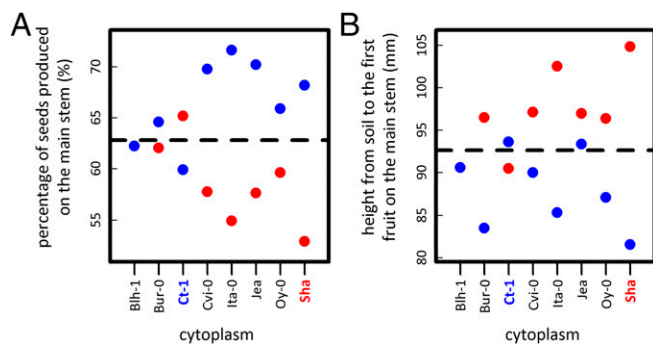 A
percentage of seeds produced
on the main stem (%)
70
65
60
55
Blh-1
Bur-0
Ct-1
Cvi-0
Ita-0
Jea
Oy-0
Sha
cytoplasm
B
height from soil to the first
fruit on the main stem (mm)
105
100
95
90
85
80
Blh-1
Bur-0
Ct-1
Cvi-0
Ita-0
Jea
Oy-0
Sha
cytoplasm